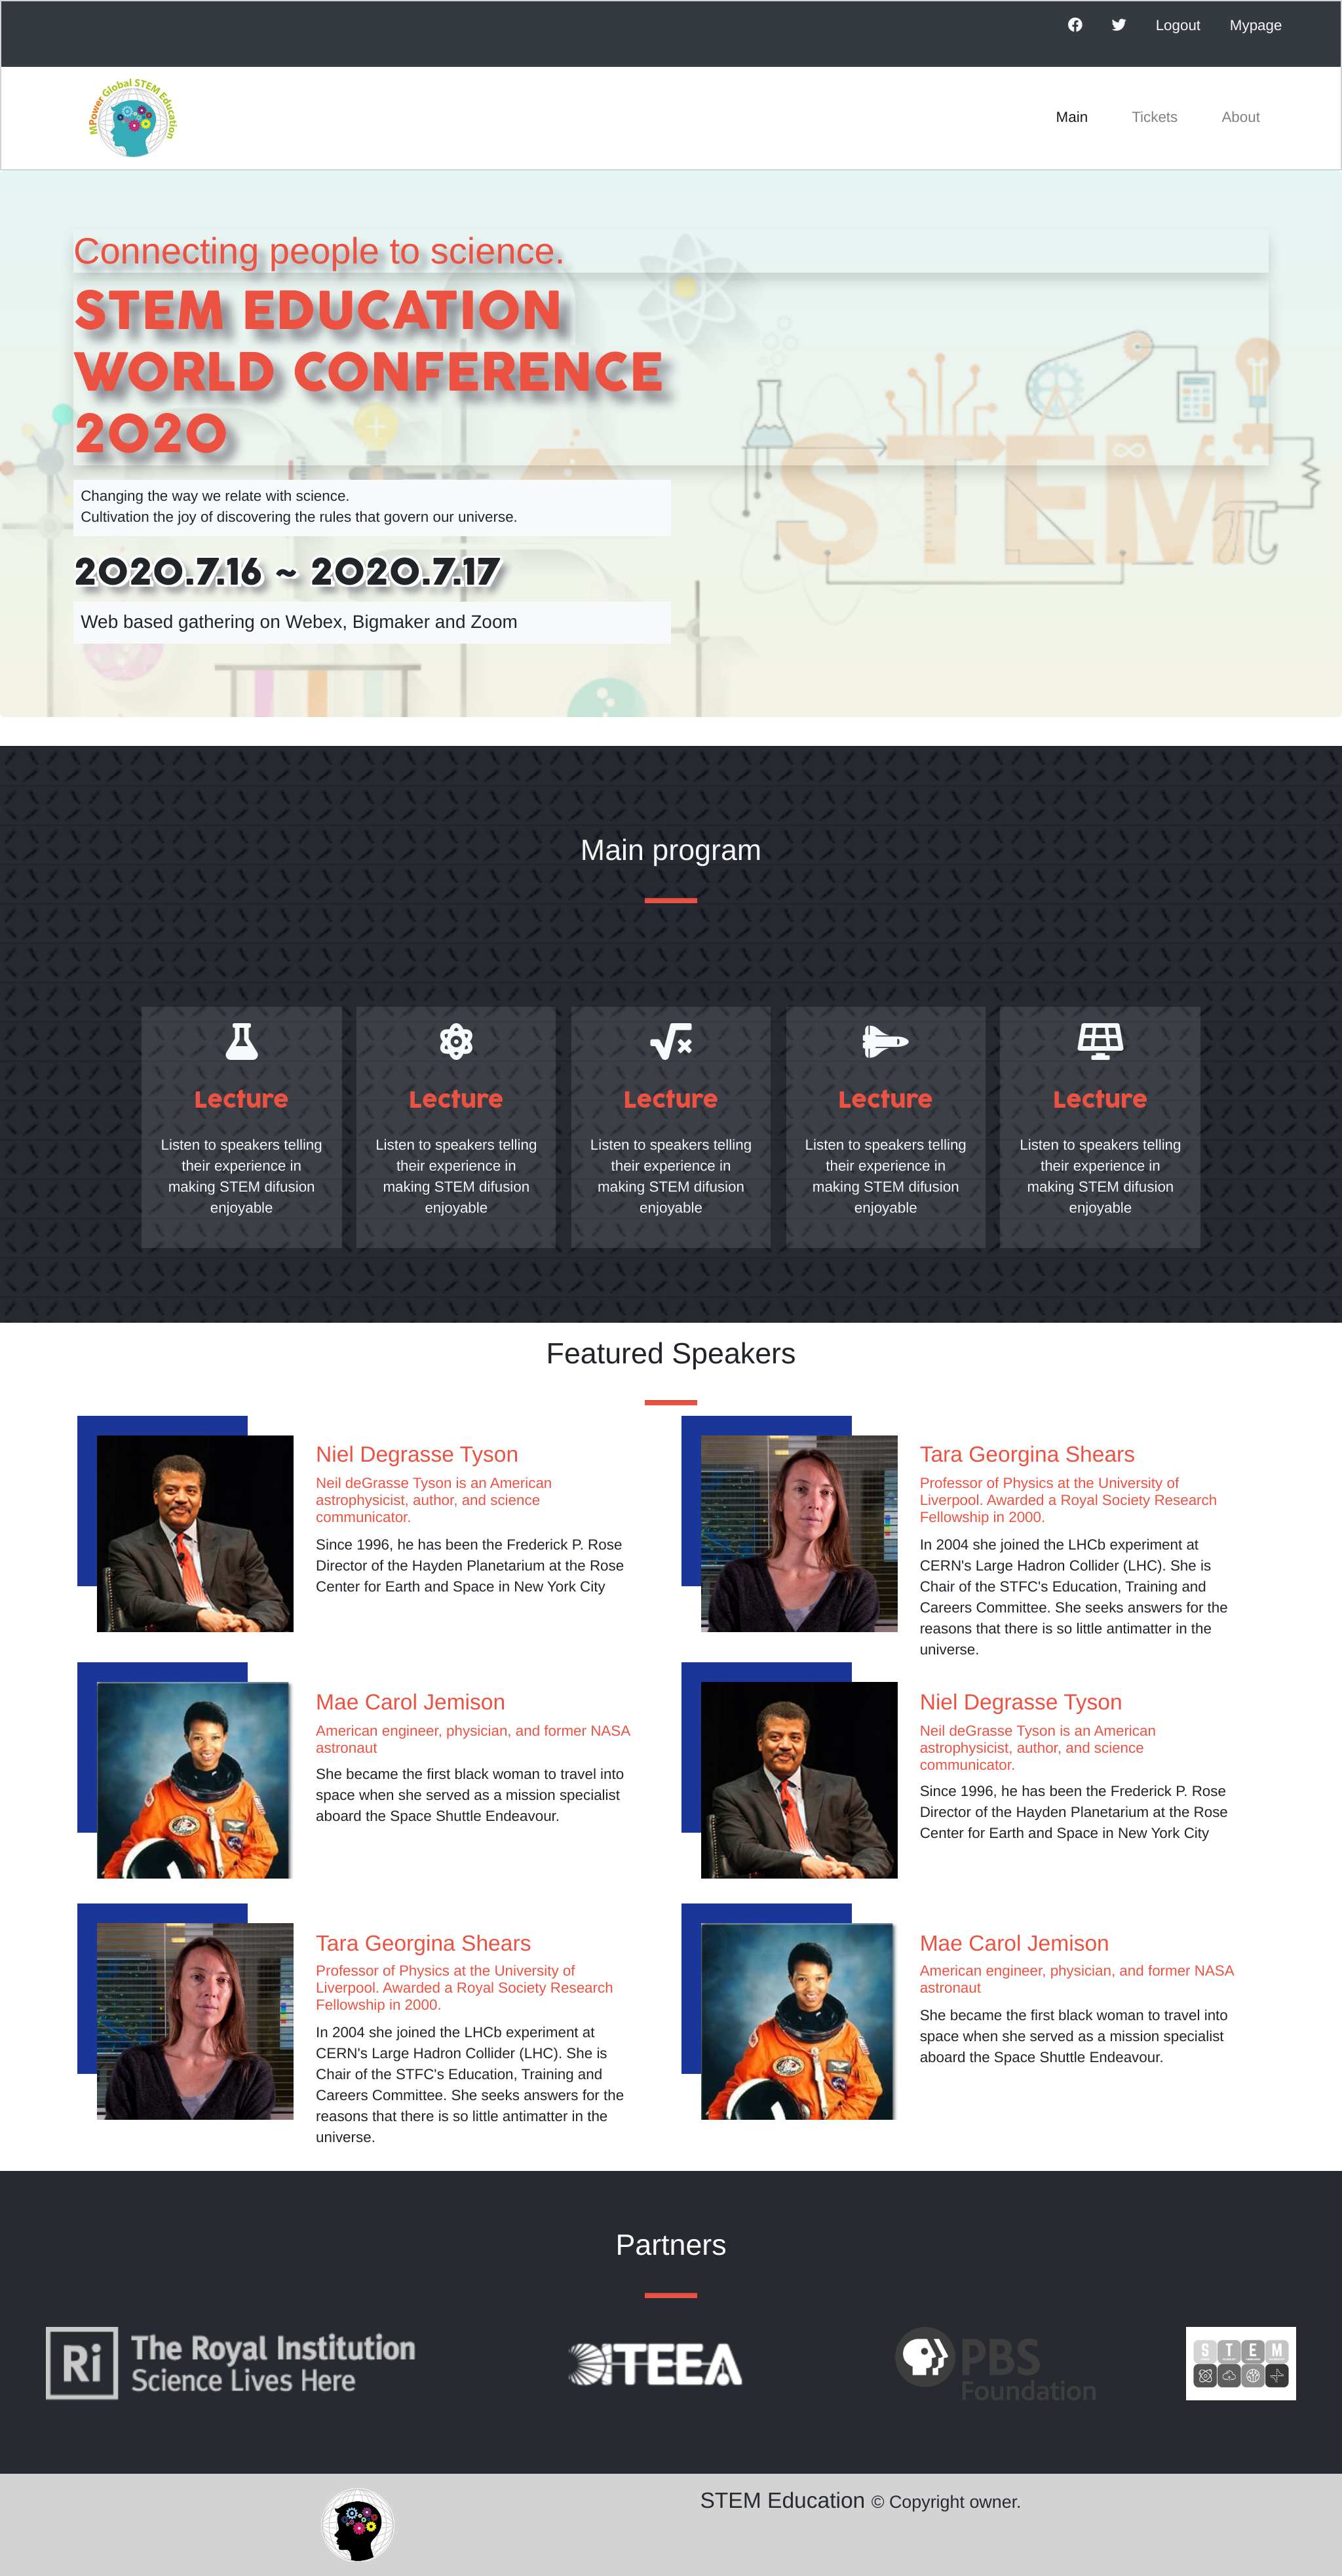 Logout Mypage
MPower Global STEM Education
Main Tickets About
Connecting people to science.
STEM EDUCATION
WORLD CONFERENCE
2020
STEM
Changing the way we relate with science.
Cultivation the joy of discovering the rules that govern our universe.
2020.7.16 ~ 2020.7.17
Web based gathering on Webex, Bigmaker and Zoom
Main program
Lecture
Listen to speakers telling
their experience in
making STEM difusion
enjoyable
Lecture
Listen to speakers telling
their experience in
making STEM difusion
enjoyable
Lecture
Listen to speakers telling
their experience in
making STEM difusion
enjoyable
Lecture
Listen to speakers telling
their experience in
making STEM difusion
enjoyable
Lecture
Listen to speakers telling
their experience in
making STEM difusion
enjoyable
Featured Speakers
Niel Degrasse Tyson
Neil deGrasse Tyson is an American
astrophysicist, author, and science
communicator.
Since 1996, he has been the Frederick P. Rose
Director of the Hayden Planetarium at the Rose
Center for Earth and Space in New York City
Tara Georgina Shears
Professor of Physics at the University of
Liverpool. Awarded a Royal Society Research
Fellowship in 2000.
In 2004 she joined the LHCb experiment at
CERN's Large Hadron Collider (LHC). She is
Chair of the STFC's Education, Training and
Careers Committee. She seeks answers for the
reasons that there is so little antimatter in the
universe.
Mae Carol Jemison
American engineer, physician, and former NASA
astronaut
She became the first black woman to travel into
space when she served as a mission specialist
aboard the Space Shuttle Endeavour.
Niel Degrasse Tyson
Neil deGrasse Tyson is an American
astrophysicist, author, and science
communicator.
Since 1996, he has been the Frederick P. Rose
Director of the Hayden Planetarium at the Rose
Center for Earth and Space in New York City
Tara Georgina Shears
Professor of Physics at the University of
Liverpool. Awarded a Royal Society Research
Fellowship in 2000.
In 2004 she joined the LHCb experiment at
CERN's Large Hadron Collider (LHC). She is
Chair of the STFC's Education, Training and
Careers Committee. She seeks answers for the
reasons that there is so little antimatter in the
universe.
Mae Carol Jemison
American engineer, physician, and former NASA
astronaut
She became the first black woman to travel into
space when she served as a mission specialist
aboard the Space Shuttle Endeavour.
Partners
Ri The Royal Institution
Science Lives Here
ITEEA
PBS
Foundation
STEM
STEM Education © Copyright owner.